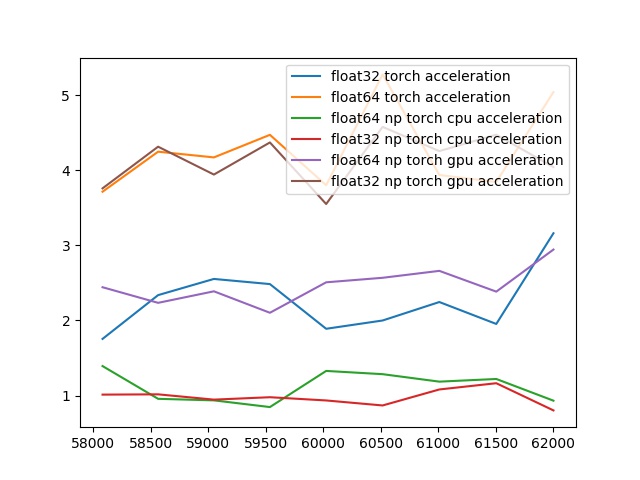 float32 torch acceleration
float64 torch acceleration
float64 np torch cpu acceleration
float32 np torch cpu acceleration
float64 np torch gpu acceleration
float32 np torch gpu acceleration
5
4
3
2
1
58000 58500 59000 59500 60000 60500 61000 61500 62000